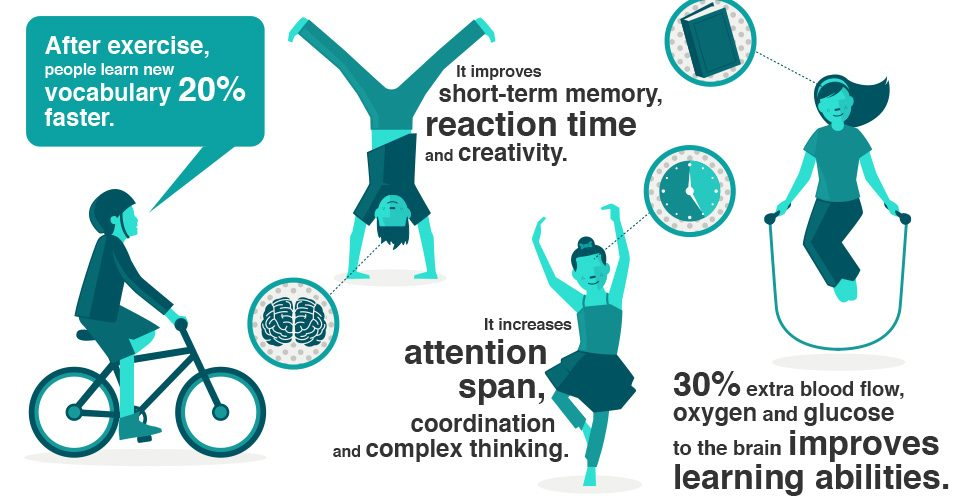 After exercise,
people learn new
vocabulary 20%
faster.
It improves
short-term memory,
reaction time
and creativity.
It increases
attention
span,
coordination
and complex thinking.
30% extra blood flow,
oxygen and glucose
to the brain improves
learning abilities.